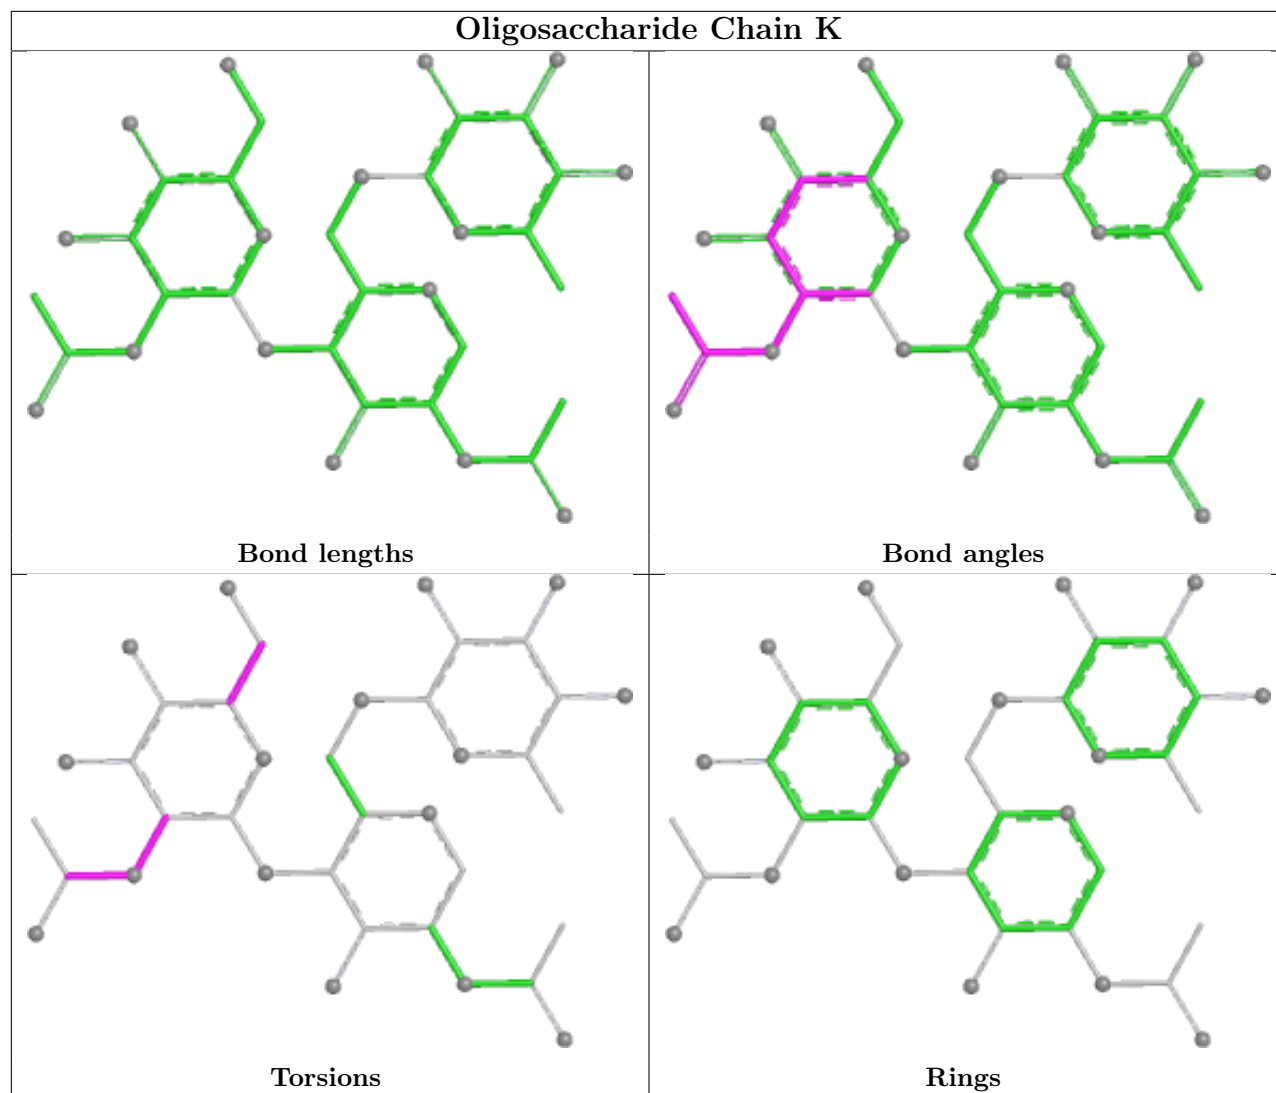 Oligosaccharide Chain K
Bond lengths
Bond angles
Torsions
Rings